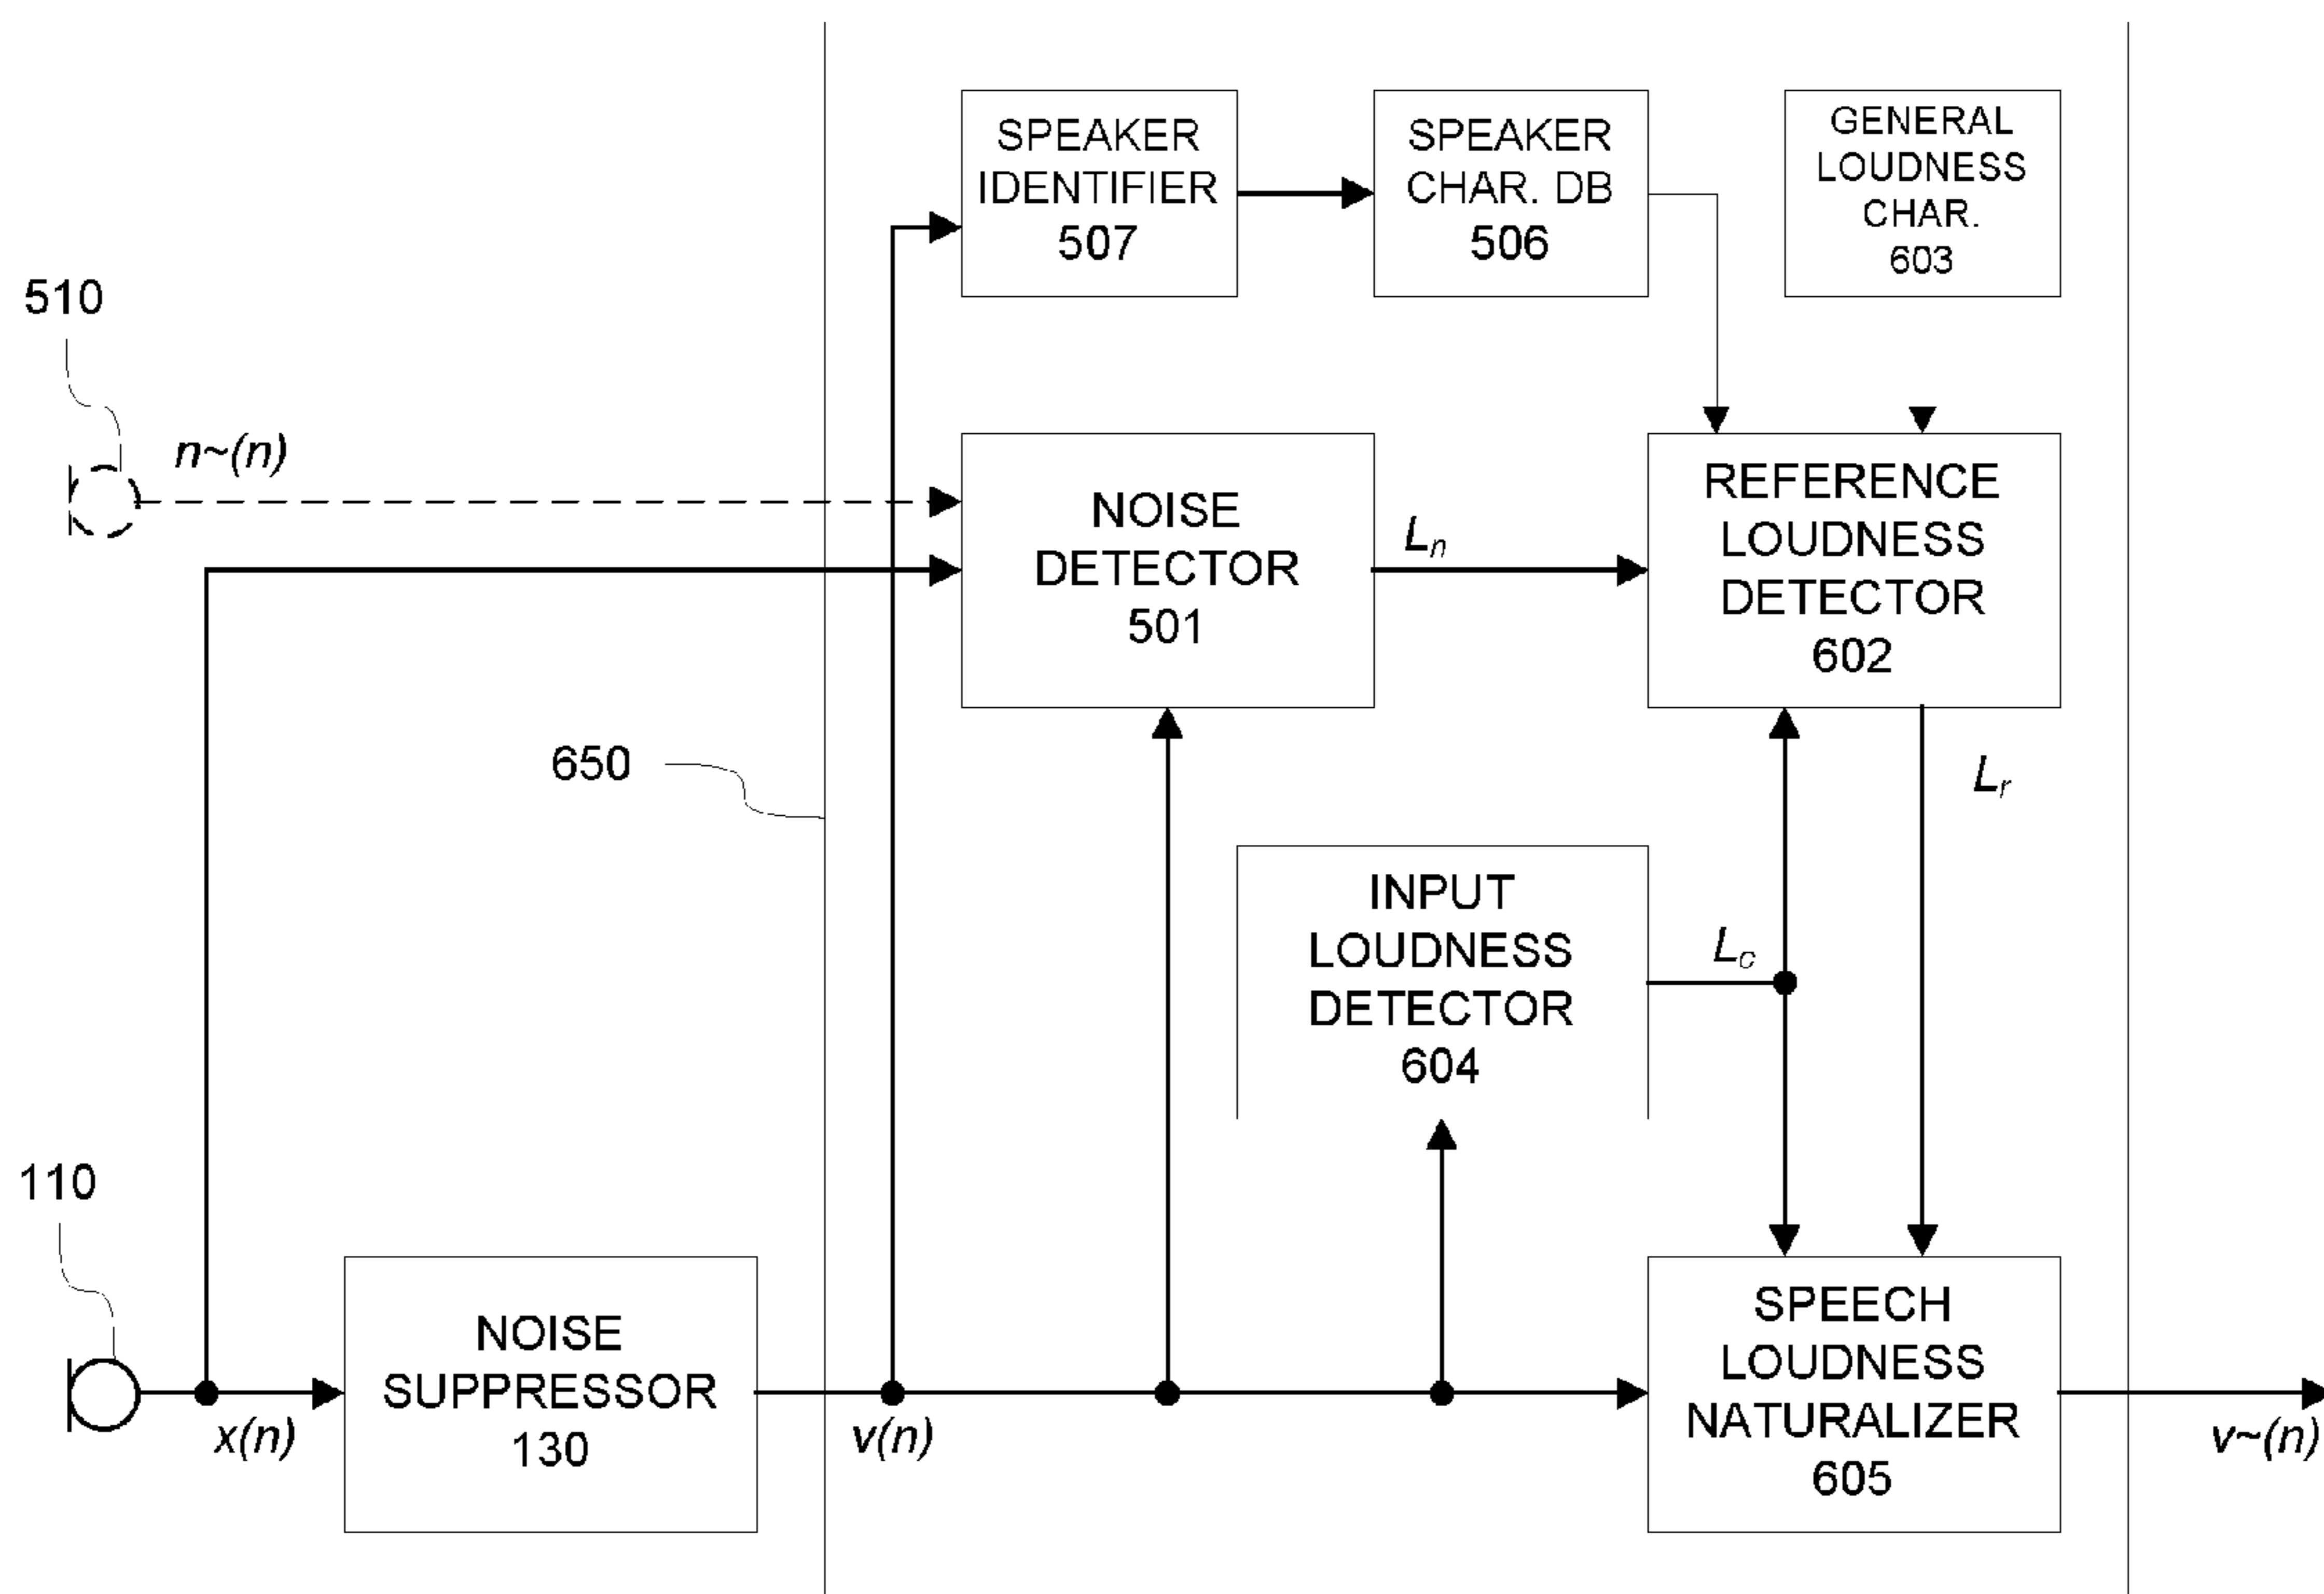 SPEAKER
IDENTIFIER
507
SPEAKER
CHAR. DB
506
GENERAL
LOUDNESS
CHAR.
603
510
n~(n)
NOISE
DETECTOR
501
Ln
REFERENCE
LOUDNESS
DETECTOR
602
650
Lr
INPUT
LOUDNESS
DETECTOR
604
Lc
110
x(n)
NOISE
SUPPRESSOR
130
v(n)
SPEECH
LOUDNESS
NATURALIZER
605
v~(n)